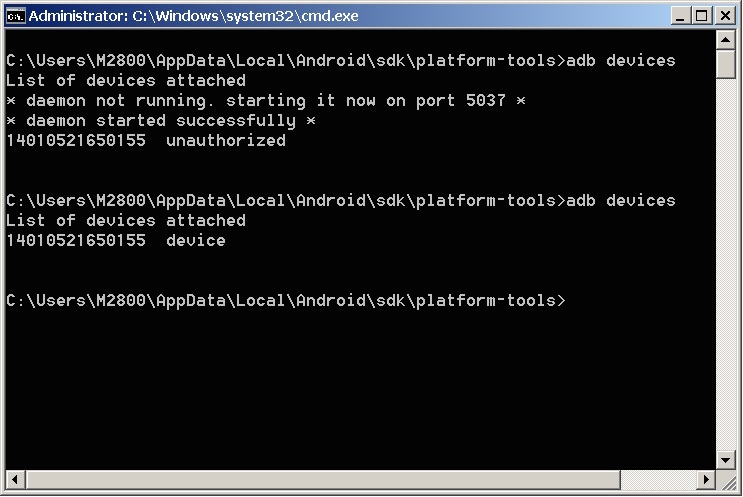 Administrator: C:\Windows\system32\cmd.exe
C:\Users\M2800\AppData\Local\Android\sdk\platform-tools>adb devices
List of devices attached
* daemon not running. starting it now on port 5037 *
* daemon started successfully *
14010521650155  unauthorized
C:\Users\M2800\AppData\Local\Android\sdk\platform-tools>adb devices
List of devices attached
14010521650155  device
C:\Users\M2800\AppData\Local\Android\sdk\platform-tools>